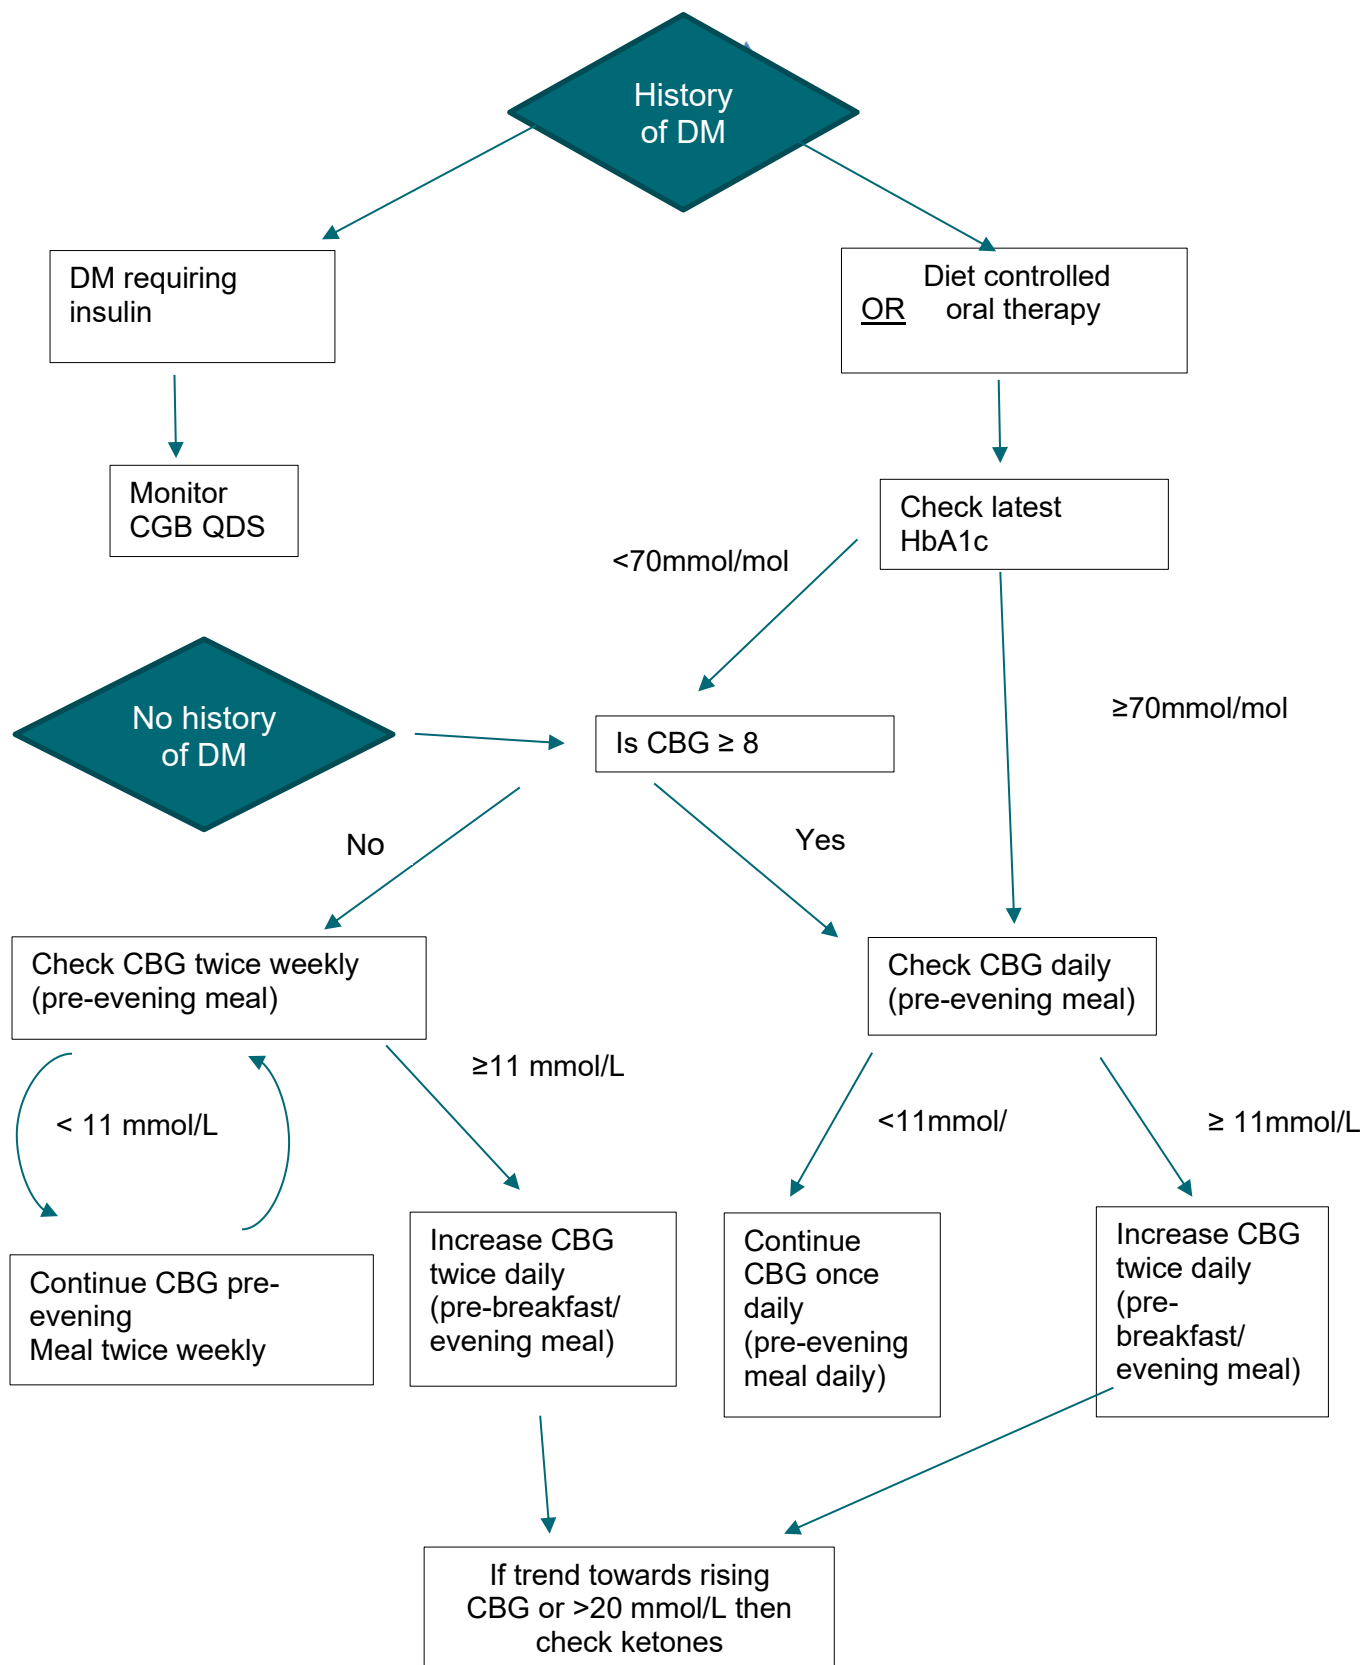 History
of DM
DM requiring
insulin
Diet controlled
OR oral therapy
Monitor
CGB QDS
Check latest
HbA1c
<70mmol/mol
≥70mmol/mol
No history
of DM
Is CBG ≥ 8
No
Yes
Check CBG twice weekly
(pre-evening meal)
Check CBG daily
(pre-evening meal)
≥11 mmol/L
< 11 mmol/L
<11mmol/
≥ 11mmol/L
Continue CBG pre-
evening
Meal twice weekly
Increase CBG
twice daily
(pre-breakfast/
evening meal)
Continue
CBG once
daily
(pre-evening
meal daily)
Increase CBG
twice daily
(pre-
breakfast/
evening meal)
If trend towards rising
CBG or >20 mmol/L then
check ketones